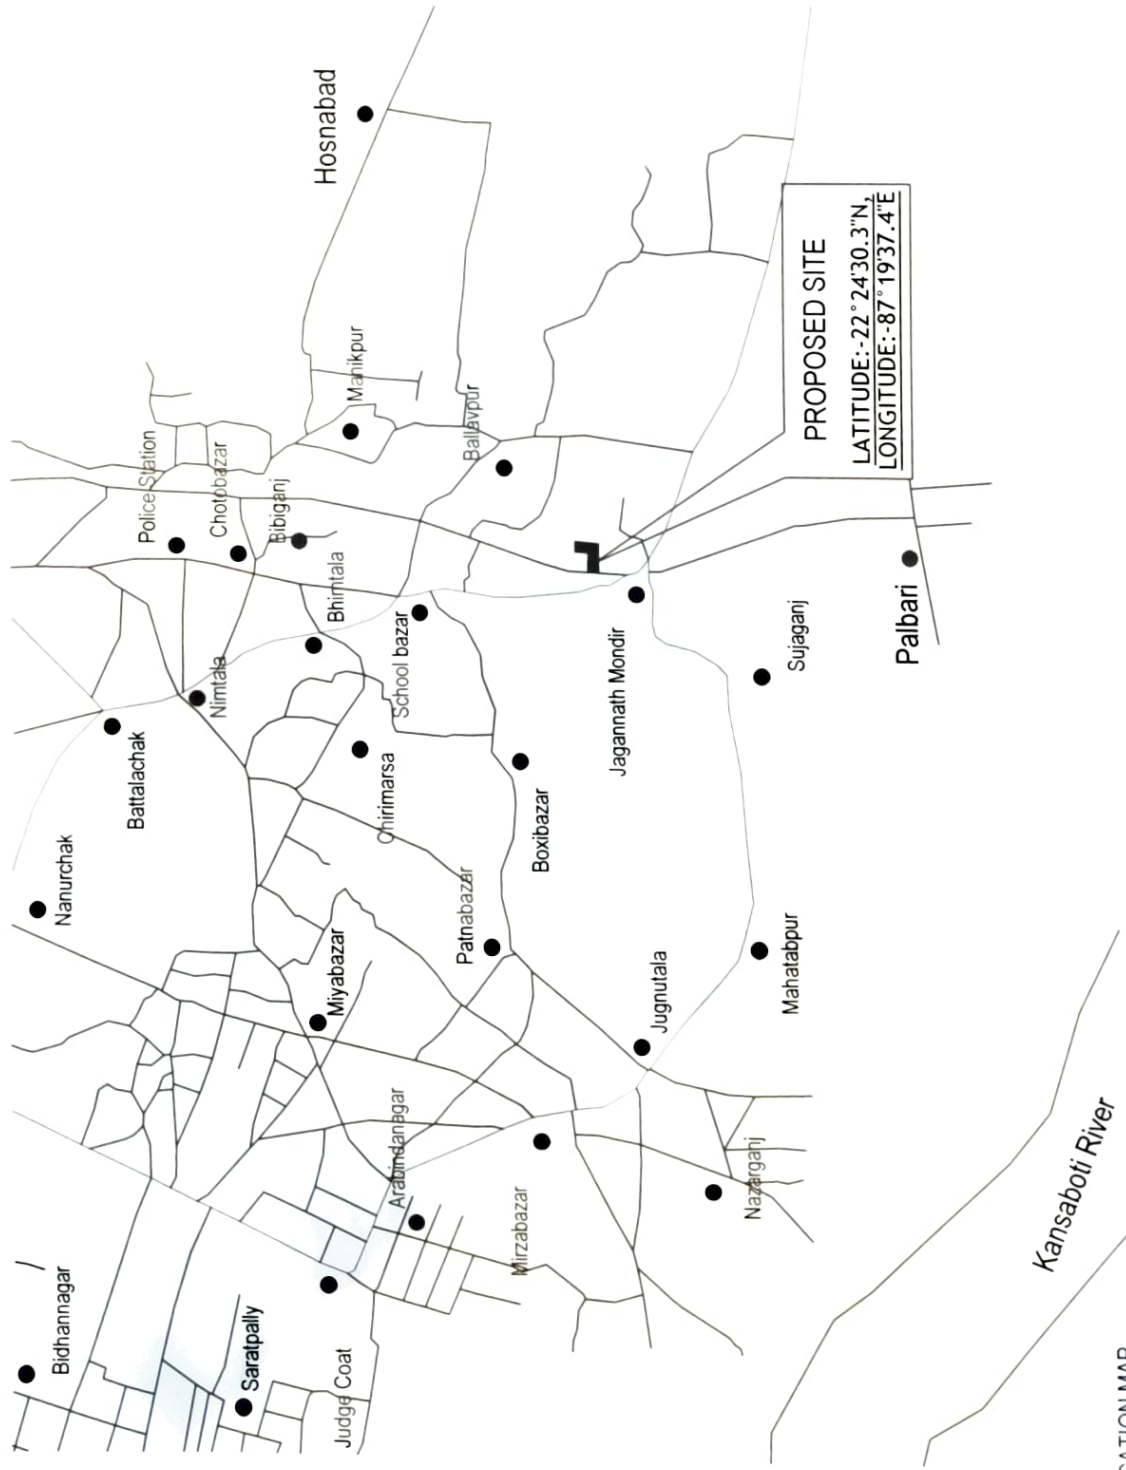 Hosnabad
Police Station
Chotobazar
Bibiganj
Manikpur
Ballavpur
Bhimtala
Nimtala
School bazar
Battalachak
Chirimarsa
Nanurchak
Boxibazar
Patnabazar
Miyabazar
Jagannath Mondir
Sujaganj
Palbari
PROPOSED SITE
LATITUDE:-22°24'30.3"N,
LONGITUDE:-87°19'37.4"E
Jugnutala
Mahatabpur
Arabindanagar
Mirzabazar
Nazarganj
Bidhannagar
Saratpally
Judge Coat
Kansaboti River
CATION MAP